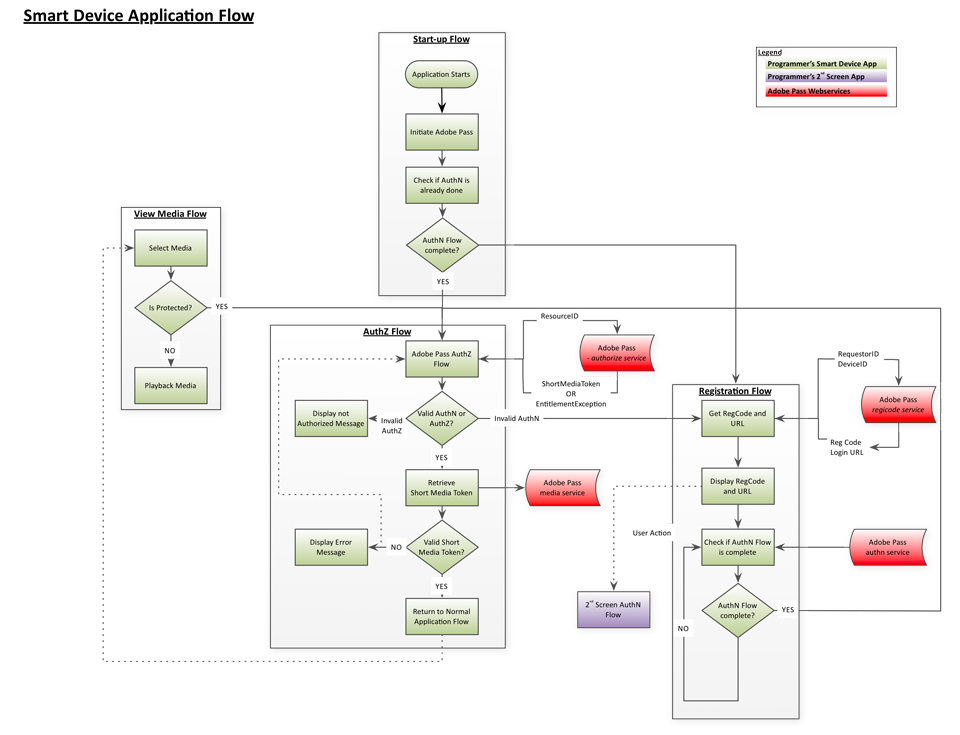 Smart Device Application Flow
Start-up Flow
Application Starts
Initiate Adobe Pass
Check if AuthN is
already done
AuthN Flow
complete?
YES
Legend
Programmer's Smart Device App
Programmer's 2nd Screen App
Adobe Pass Webservices
View Media Flow
Select Media
Is Protected?
YES
NO
Playback Media
AuthZ Flow
Adobe Pass AuthZ
Flow
ResourceID
Adobe Pass
- authorize service
ShortMediaToken
OR
EntitlementException
Valid AuthN or
AuthZ?
Invalid
AuthZ
Display not
Authorized Message
Invalid AuthN
YES
Retrieve
Short Media Token
Adobe Pass
media service
Valid Short
Media Token?
NO
Display Error
Message
YES
Return to Normal
Application Flow
Registration Flow
Get RegCode and
URL
RequestorID
DeviceID
Adobe Pass
regicode service
Reg Code
Login URL
Display RegCode
and URL
User Action
Check if AuthN Flow
is complete
Adobe Pass
authn service
2nd Screen AuthN
Flow
AuthN Flow
complete?
YES
NO